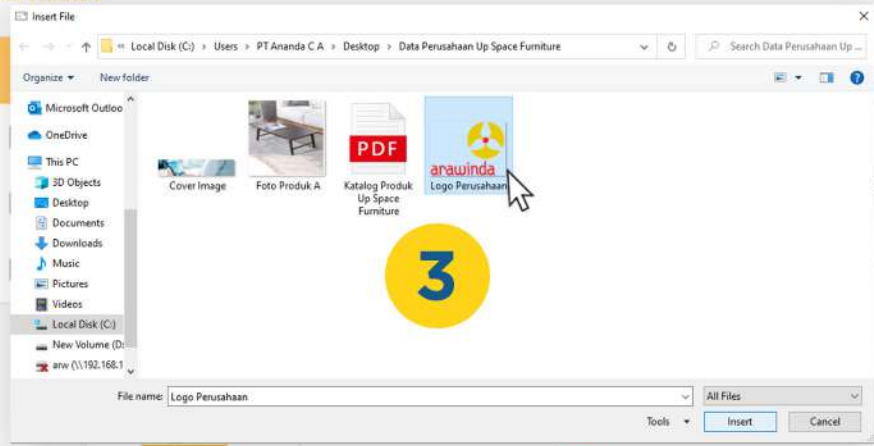 Insert File
« Local Disk (C:) › Users › PT Ananda C A › Desktop › Data Perusahaan Up Space Furniture
Search Data Perusahaan Up ...
Organize
New folder
Microsoft Outloo
OneDrive
This PC
3D Objects
Desktop
Documents
Downloads
Music
Pictures
Videos
Local Disk (C:)
New Volume (D:
arw (\\192.168.1
Cover Image
Foto Produk A
PDF
Katalog Produk
Up Space
Furniture
arawinda
Logo Perusahaan
3
File name:
Logo Perusahaan
All Files
Tools
Insert
Cancel